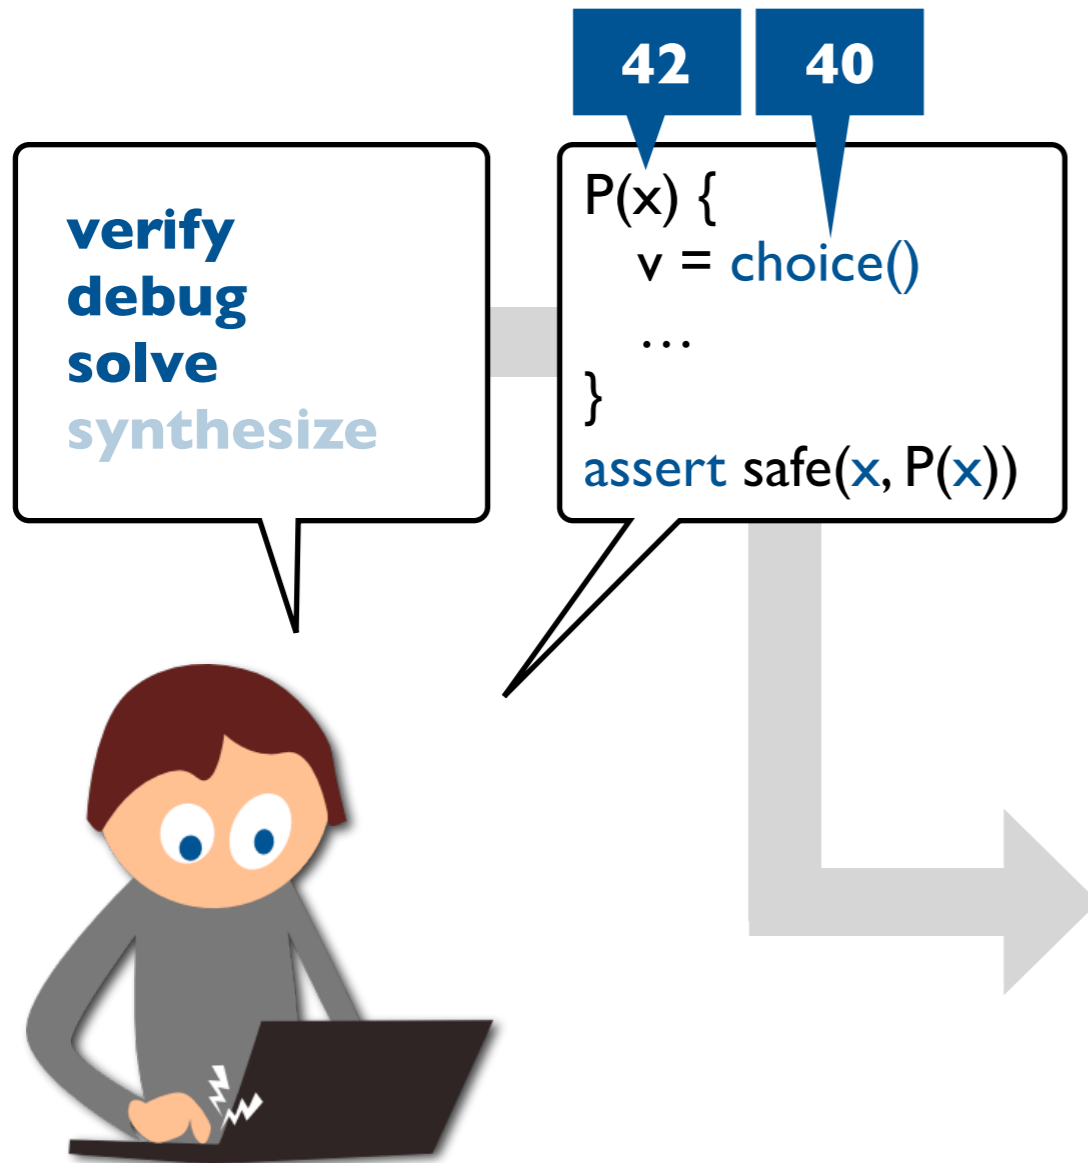 42 40
verify
debug
solve
synthesize
P(x) {
v = choice()
…
}
assert safe(x, P(x))